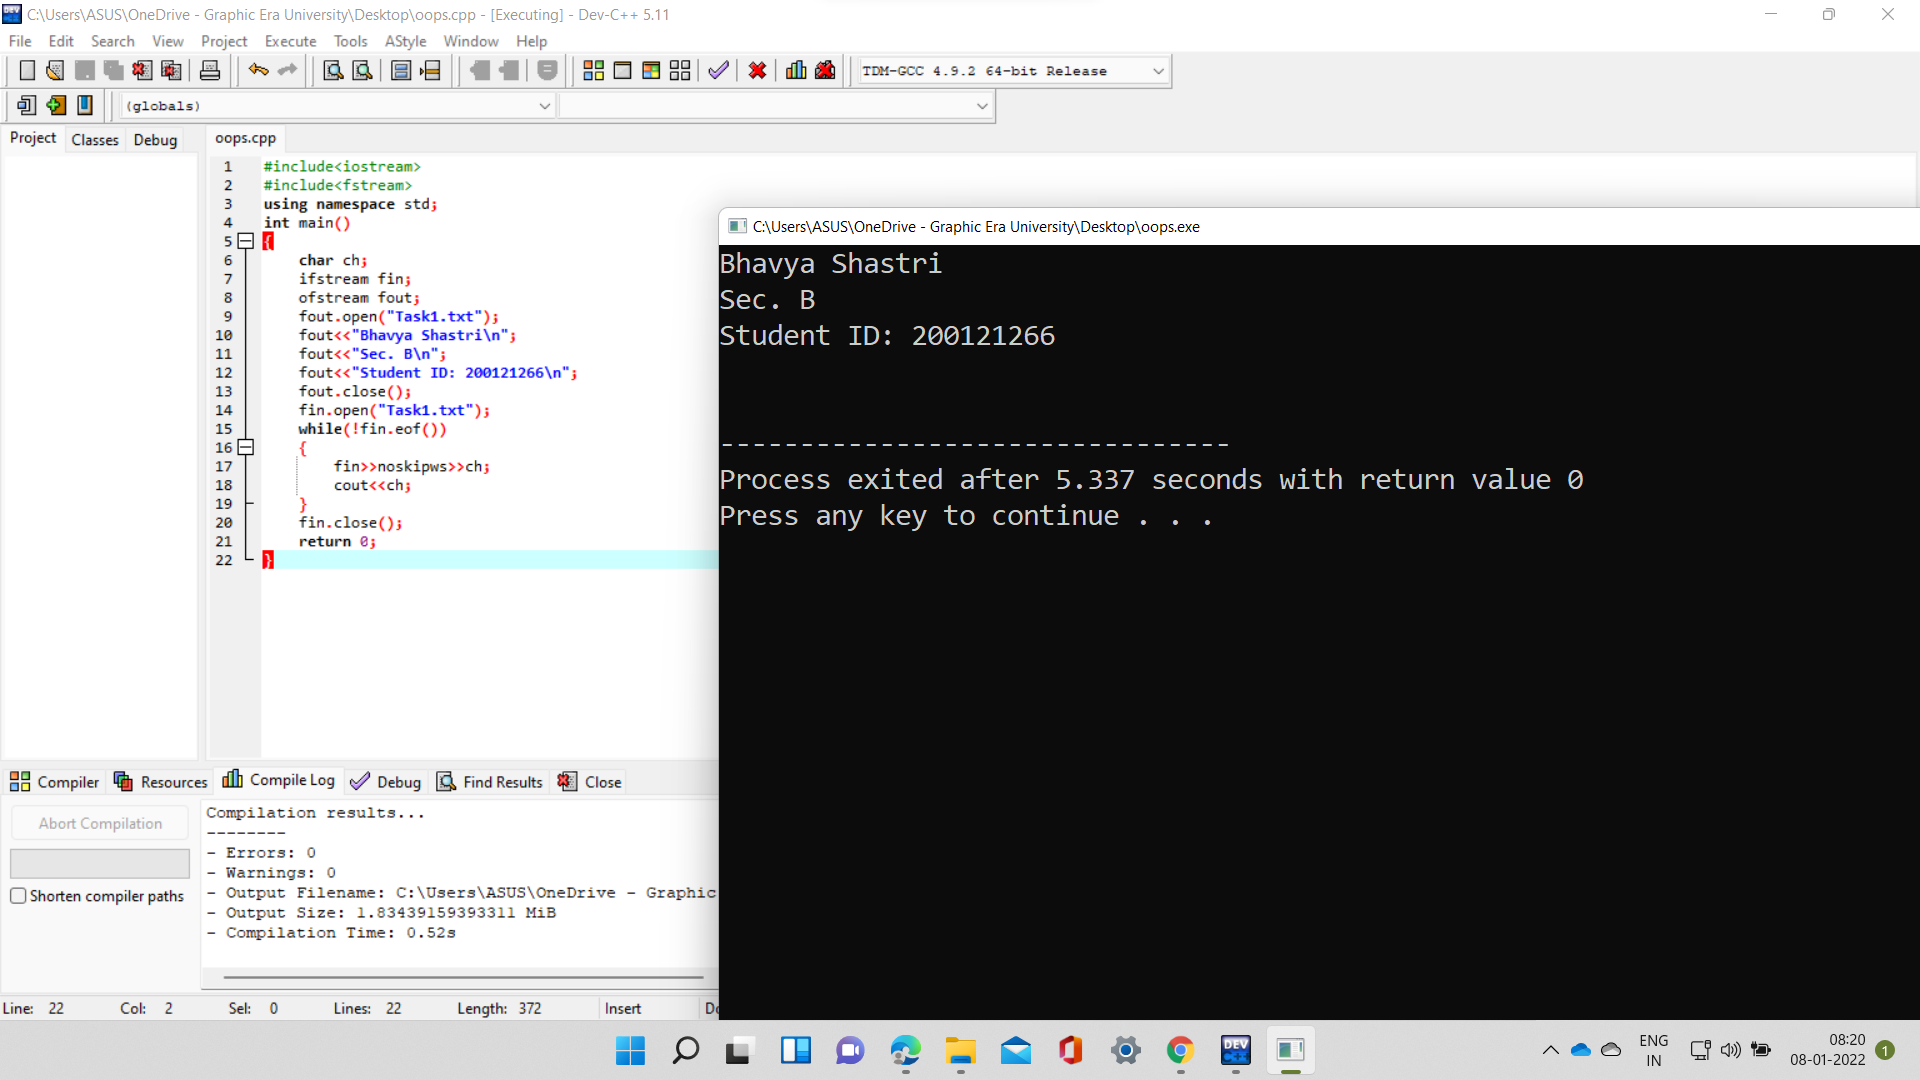 C:\Users\ASUS\OneDrive - Graphic Era University\Desktop\oops.cpp - [Executing] - Dev-C++ 5.11
File Edit Search View Project Execute Tools AStyle Window Help
TDM-GCC 4.9.2 64-bit Release
(globals)
Project Classes Debug
oops.cpp
1 #include<iostream>
2 #include<fstream>
3 using namespace std;
4 int main()
5 {
6 char ch;
7 ifstream fin;
8 ofstream fout;
9 fout.open("Task1.txt");
10 fout<<"Bhavya Shastri\n";
11 fout<<"Sec. B\n";
12 fout<<"Student ID: 200121266\n";
13 fout.close();
14 fin.open("Task1.txt");
15 while(!fin.eof())
16 {
17 fin>>noskipws>>ch;
18 cout<<ch;
19 }
20 fin.close();
21 return 0;
22 }
C:\Users\ASUS\OneDrive - Graphic Era University\Desktop\oops.exe
Bhavya Shastri
Sec. B
Student ID: 200121266
--------------------------------
Process exited after 5.337 seconds with return value 0
Press any key to continue . . .
Compiler Resources Compile Log Debug Find Results Close
Abort Compilation
Shorten compiler paths
Compilation results...
--------
- Errors: 0
- Warnings: 0
- Output Filename: C:\Users\ASUS\OneDrive - Graphic
- Output Size: 1.83439159393311 MiB
- Compilation Time: 0.52s
Line: 22 Col: 2 Sel: 0 Lines: 22 Length: 372 Insert
DEV C++
ENG
IN
08:20
08-01-2022
1